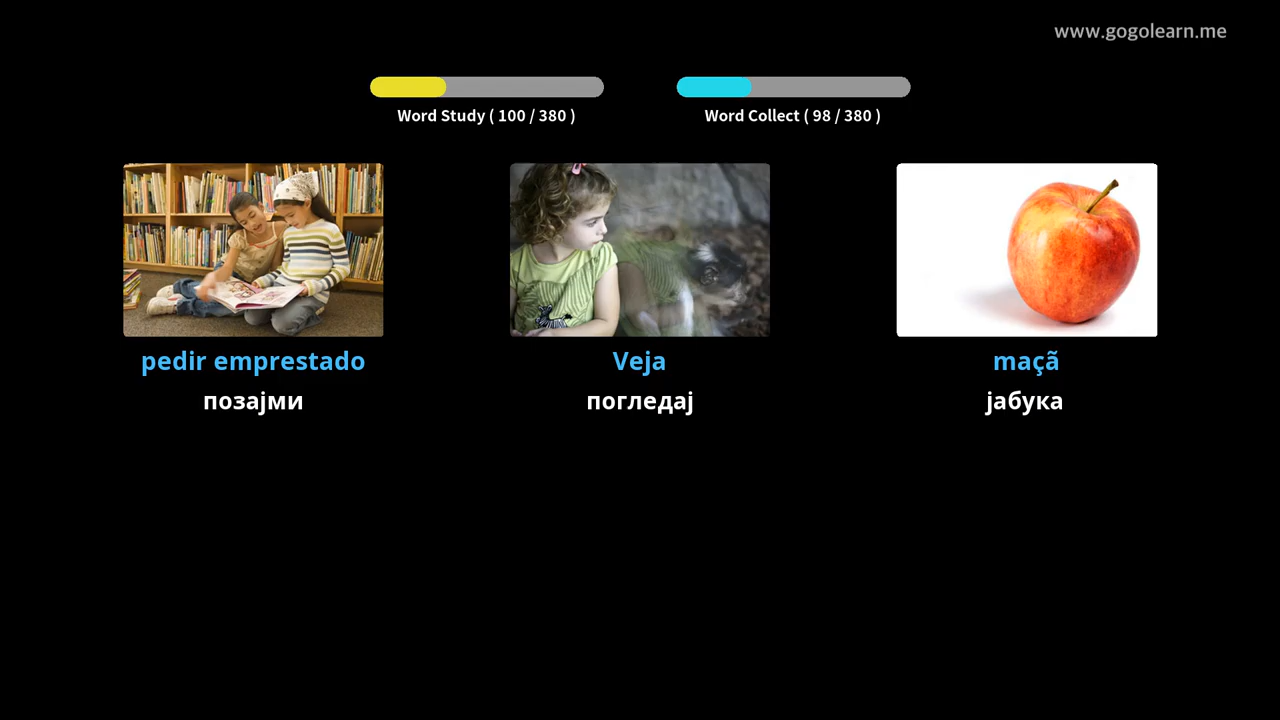 www.gogolearn.me
Word Study ( 100 / 380 )
Word Collect ( 98 / 380 )
pedir emprestado
позајми
Veja
погледај
maçã
јабука